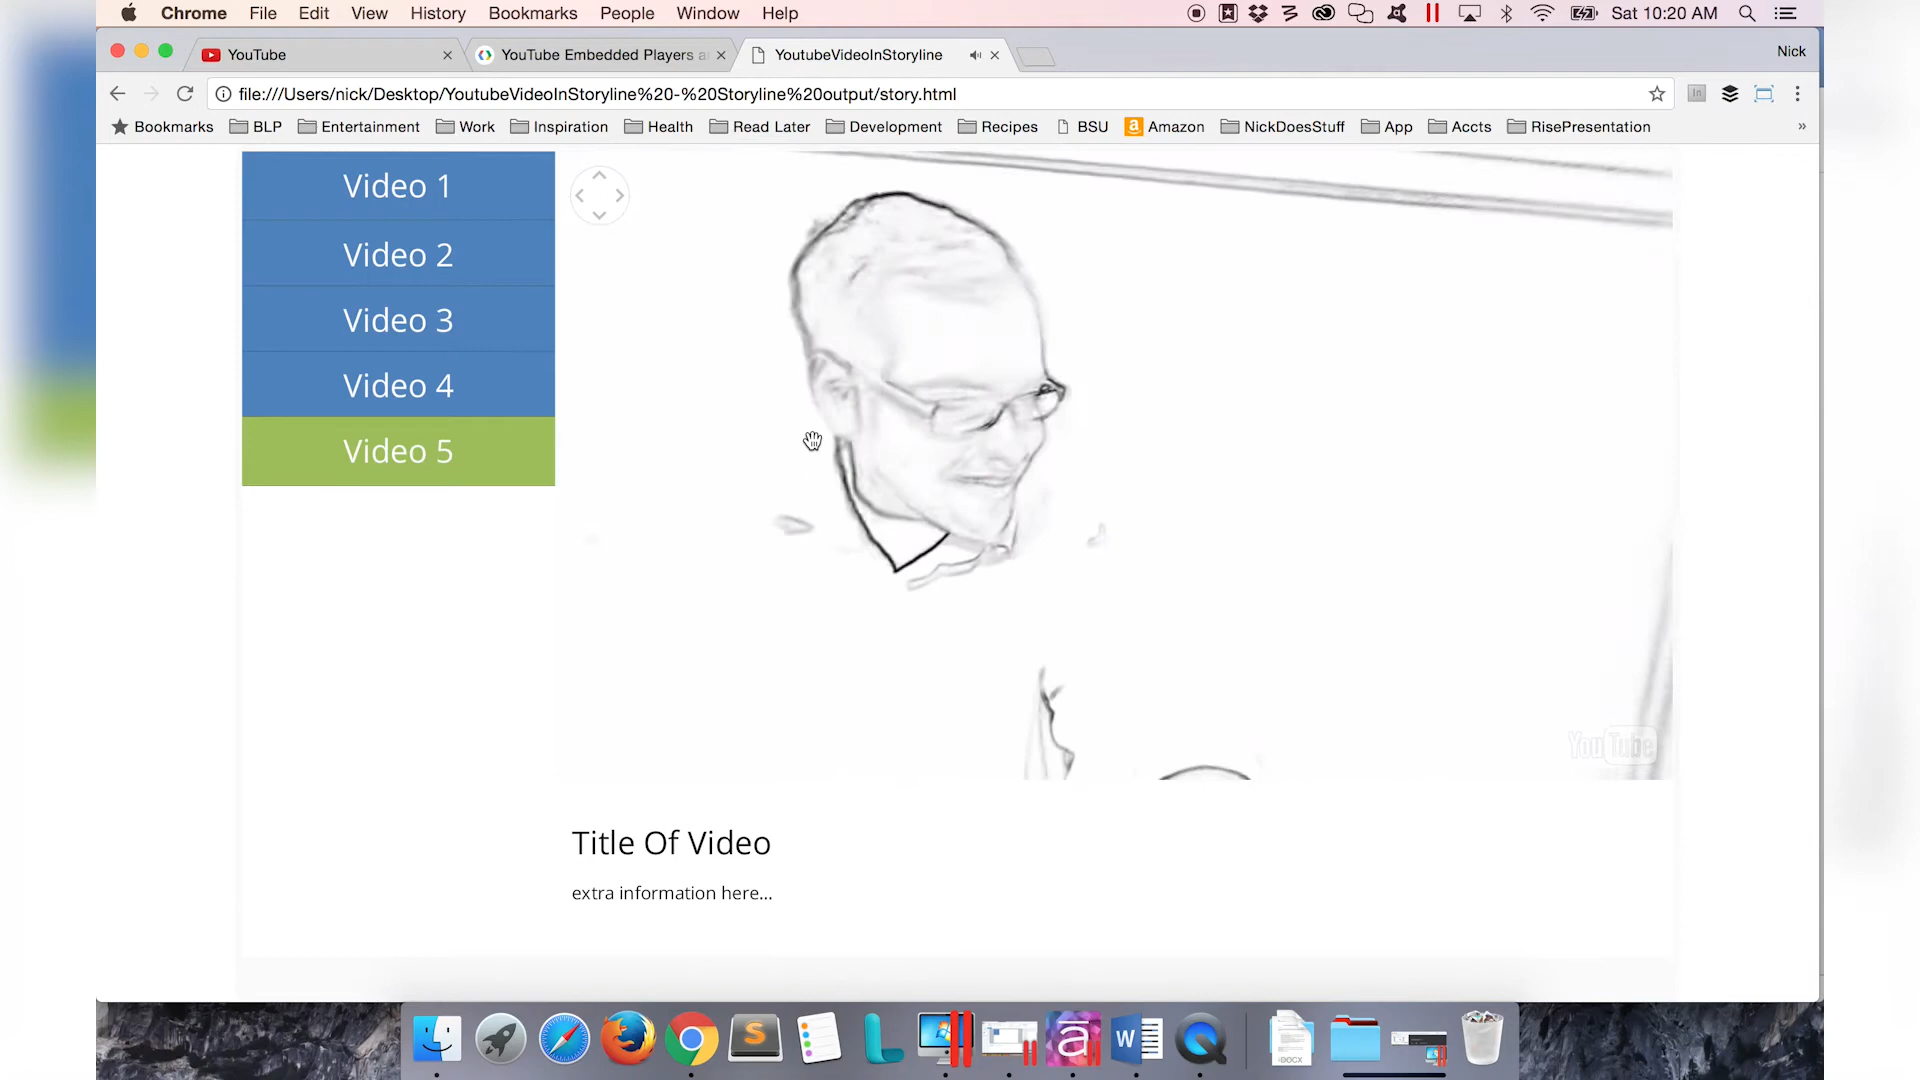 Chrome File Edit View History Bookmarks People Window Help Sat 10:20 AM
YouTube YouTube Embedded Players a YoutubeVideoInStoryline Nick
file:///Users/nick/Desktop/YoutubeVideoInStoryline%20-%20Storyline%20output/story.html In
Bookmarks BLP Entertainment Work Inspiration Health Read Later Development Recipes BSU a Amazon NickDoesStuff App Accts RisePresentation »
Video 1
Video 2
Video 3
Video 4
Video 5
YouTube
Title Of Video
extra information here...
S L a W DOCX